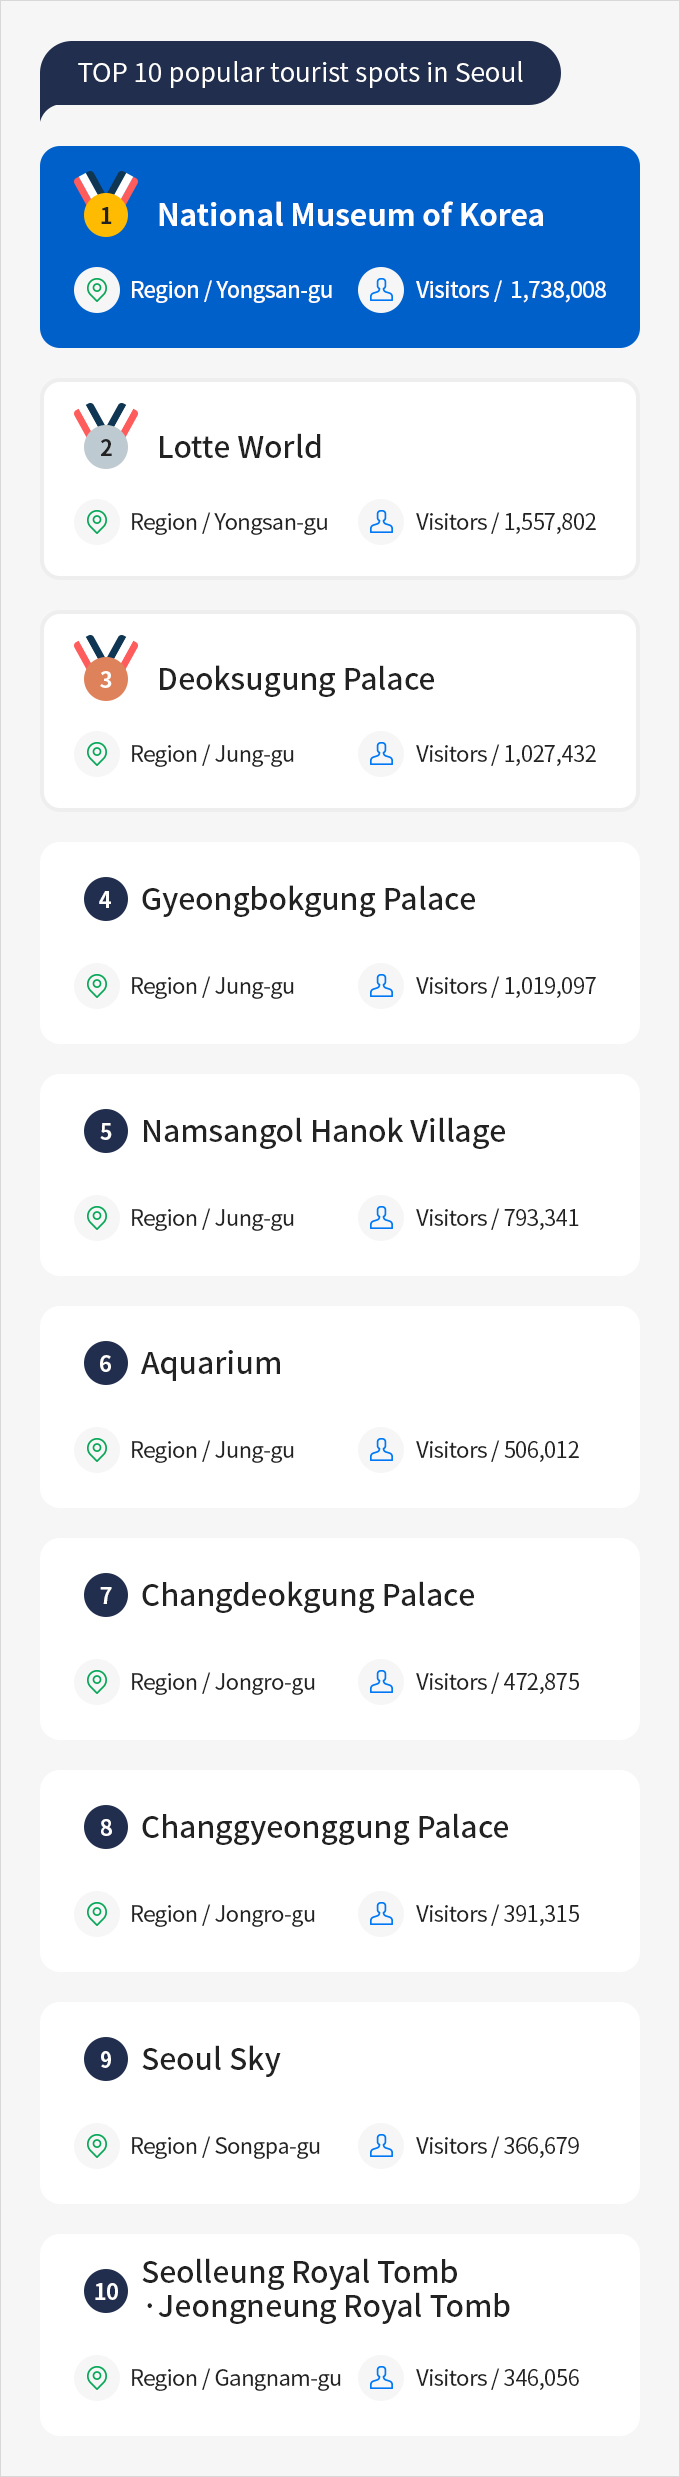 TOP 10 popular tourist spots in Seoul
1 National Museum of Korea
Region / Yongsan-gu Visitors / 1,738,008
2 Lotte World
Region / Yongsan-gu Visitors / 1,557,802
3 Deoksugung Palace
Region / Jung-gu Visitors / 1,027,432
4 Gyeongbokgung Palace
Region / Jung-gu Visitors / 1,019,097
5 Namsangol Hanok Village
Region / Jung-gu Visitors / 793,341
6 Aquarium
Region / Jung-gu Visitors / 506,012
7 Changdeokgung Palace
Region / Jongro-gu Visitors / 472,875
8 Changgyeonggung Palace
Region / Jongro-gu Visitors / 391,315
9 Seoul Sky
Region / Songpa-gu Visitors / 366,679
10 Seolleung Royal Tomb
·Jeongneung Royal Tomb
Region / Gangnam-gu Visitors / 346,056